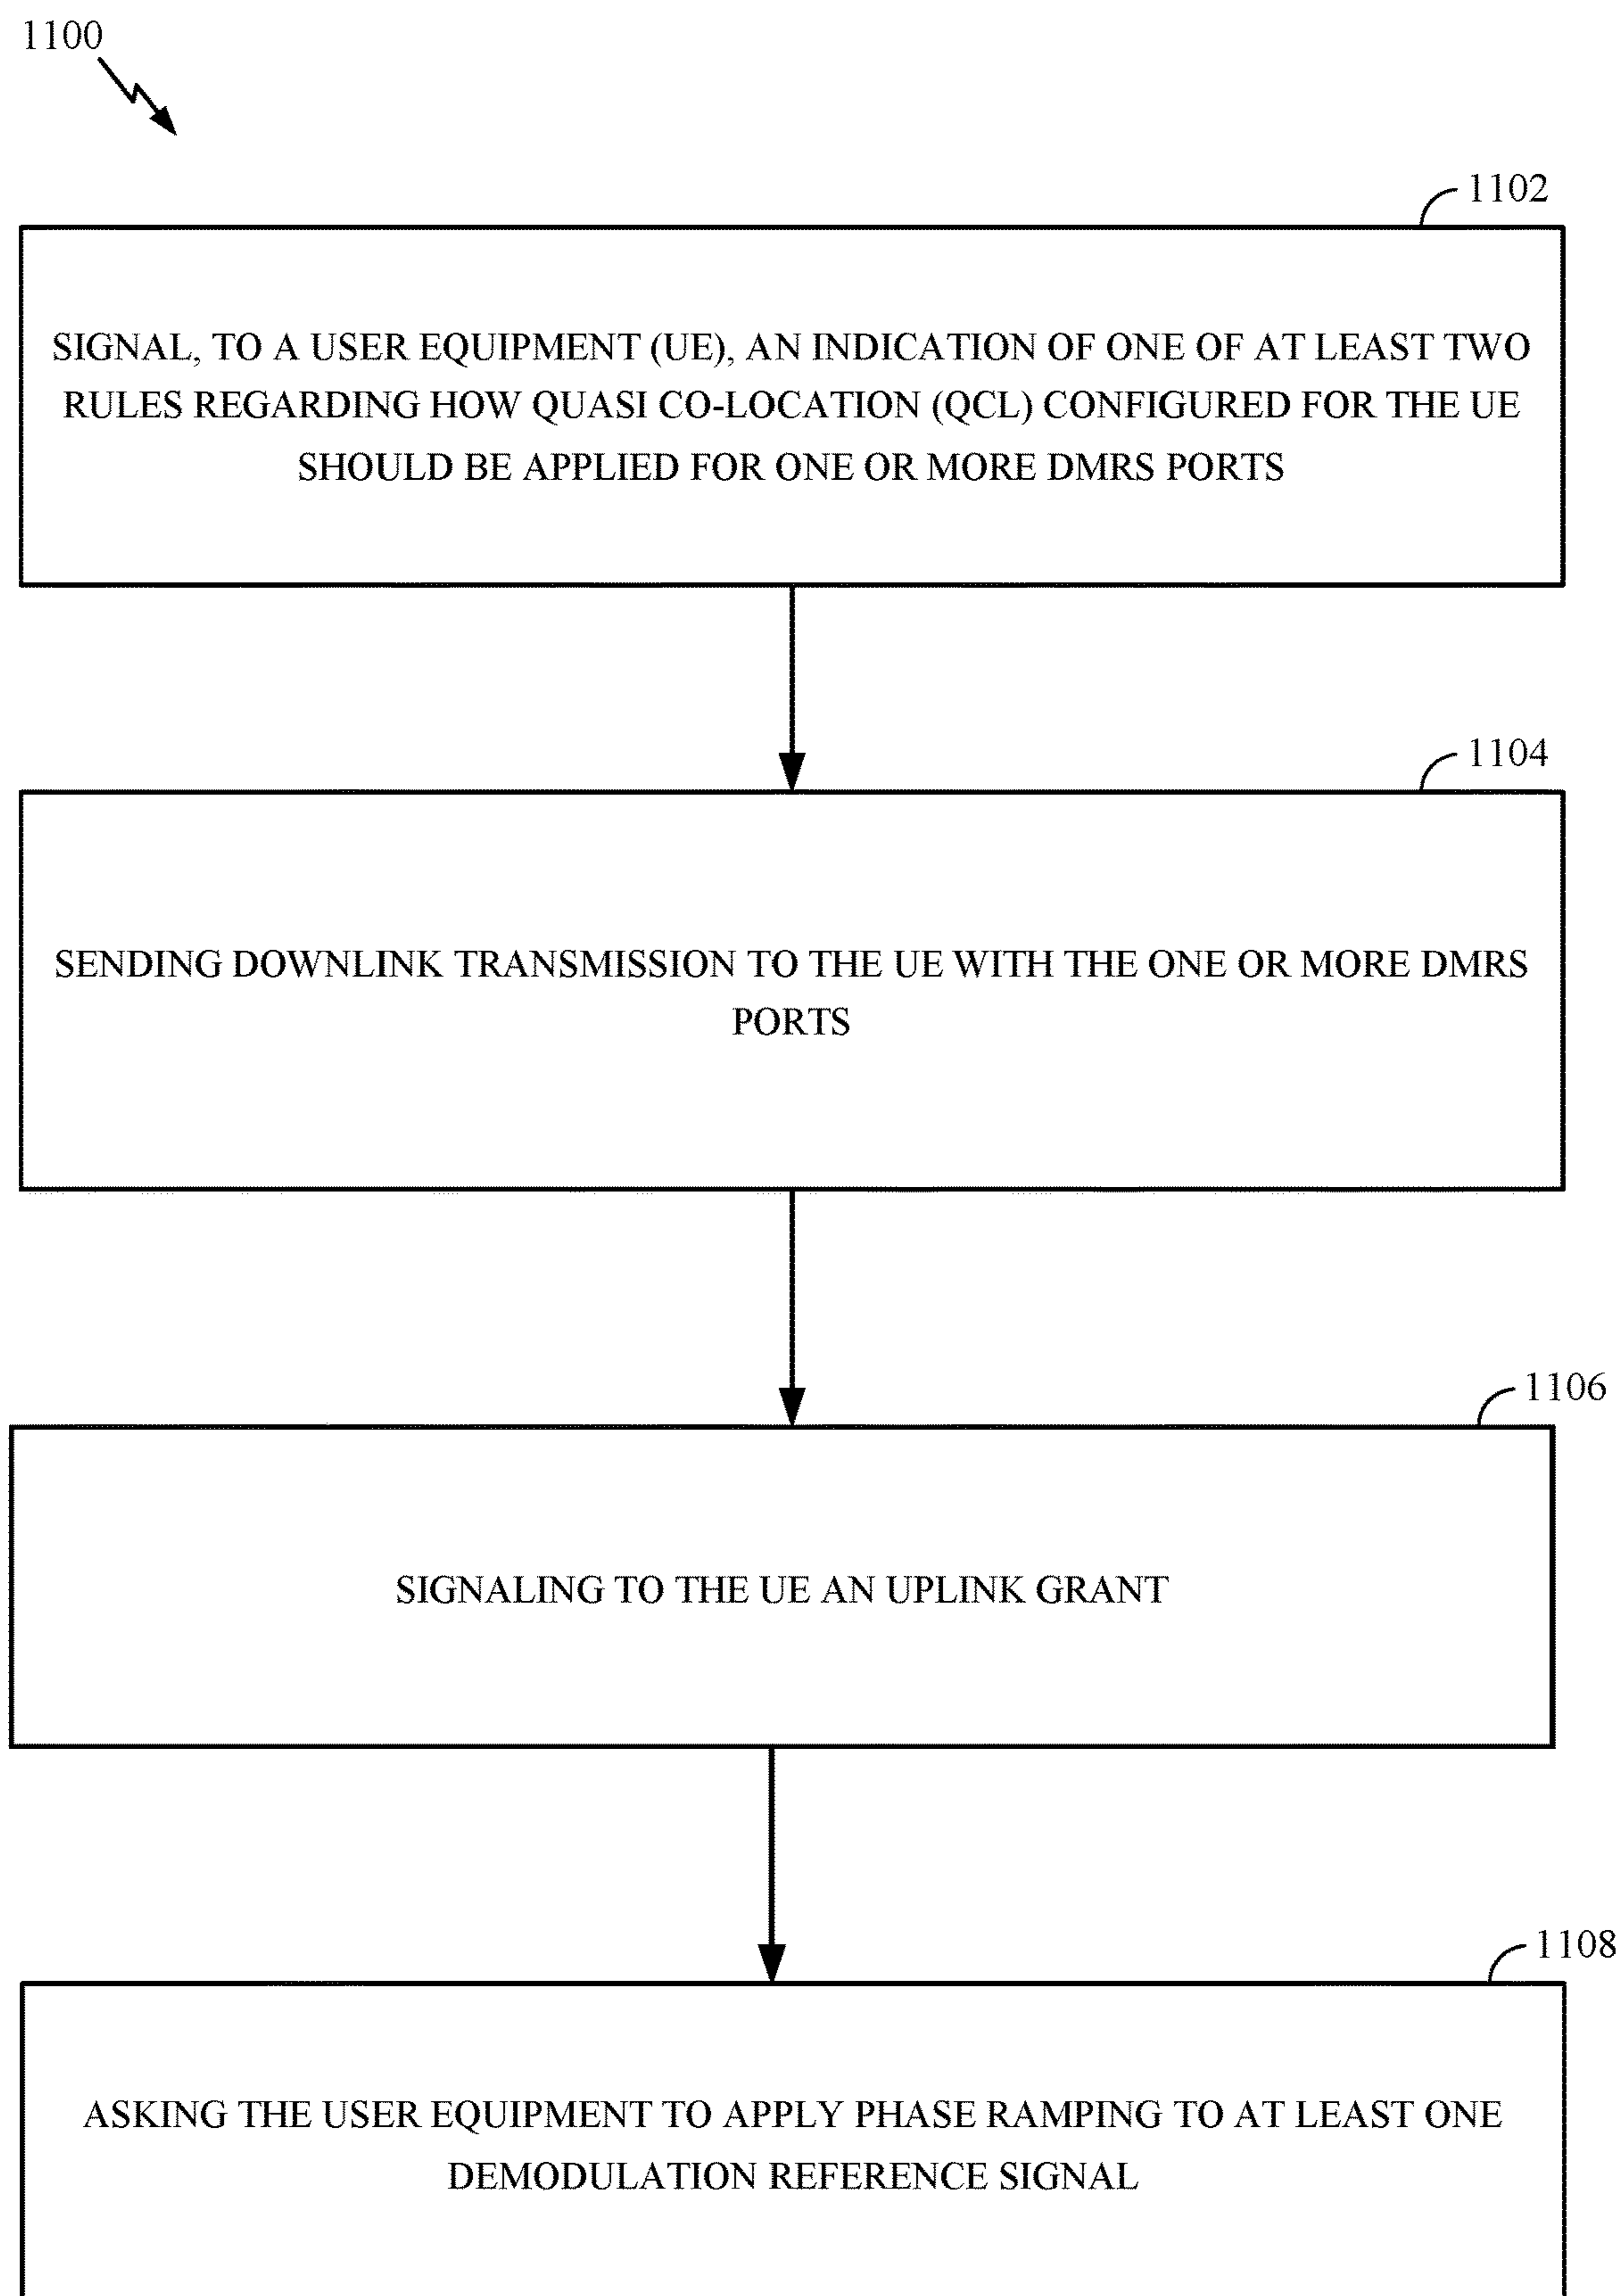 1100
1102
SIGNAL, TO A USER EQUIPMENT (UE), AN INDICATION OF ONE OF AT LEAST TWO
RULES REGARDING HOW QUASI CO-LOCATION (QCL) CONFIGURED FOR THE UE
SHOULD BE APPLIED FOR ONE OR MORE DMRS PORTS
1104
SENDING DOWNLINK TRANSMISSION TO THE UE WITH THE ONE OR MORE DMRS
PORTS
1106
SIGNALING TO THE UE AN UPLINK GRANT
1108
ASKING THE USER EQUIPMENT TO APPLY PHASE RAMPING TO AT LEAST ONE
DEMODULATION REFERENCE SIGNAL